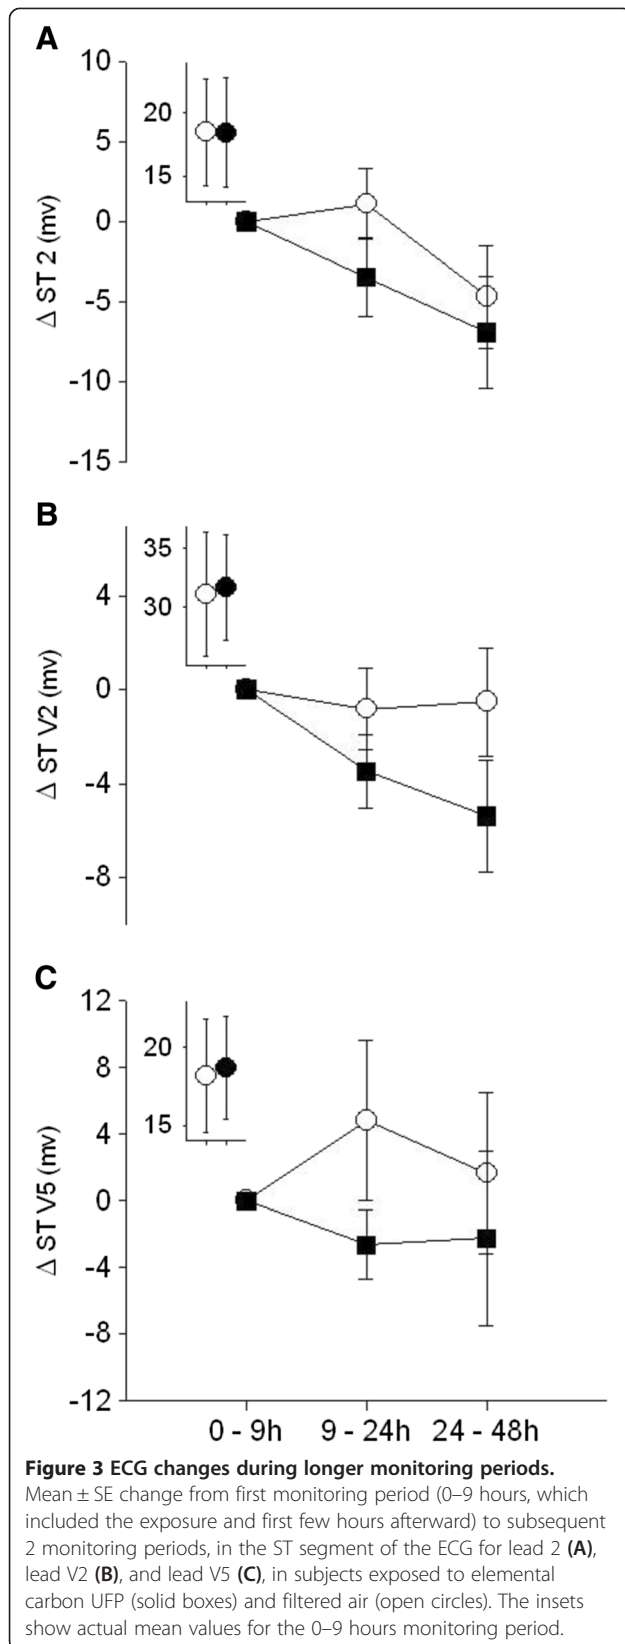 A
10
5
0
-5
-10
-15
20
15
Δ ST 2 (mv)
B
4
0
-4
-8
35
30
Δ ST V2 (mv)
C
12
8
4
0
-4
-8
-12
20
15
Δ ST V5 (mv)
0 - 9h 9 - 24h 24 - 48h
Figure 3 ECG changes during longer monitoring periods.
Mean ± SE change from first monitoring period (0–9 hours, which
included the exposure and first few hours afterward) to subsequent
2 monitoring periods, in the ST segment of the ECG for lead 2 (A),
lead V2 (B), and lead V5 (C), in subjects exposed to elemental
carbon UFP (solid boxes) and filtered air (open circles). The insets
show actual mean values for the 0–9 hours monitoring period.